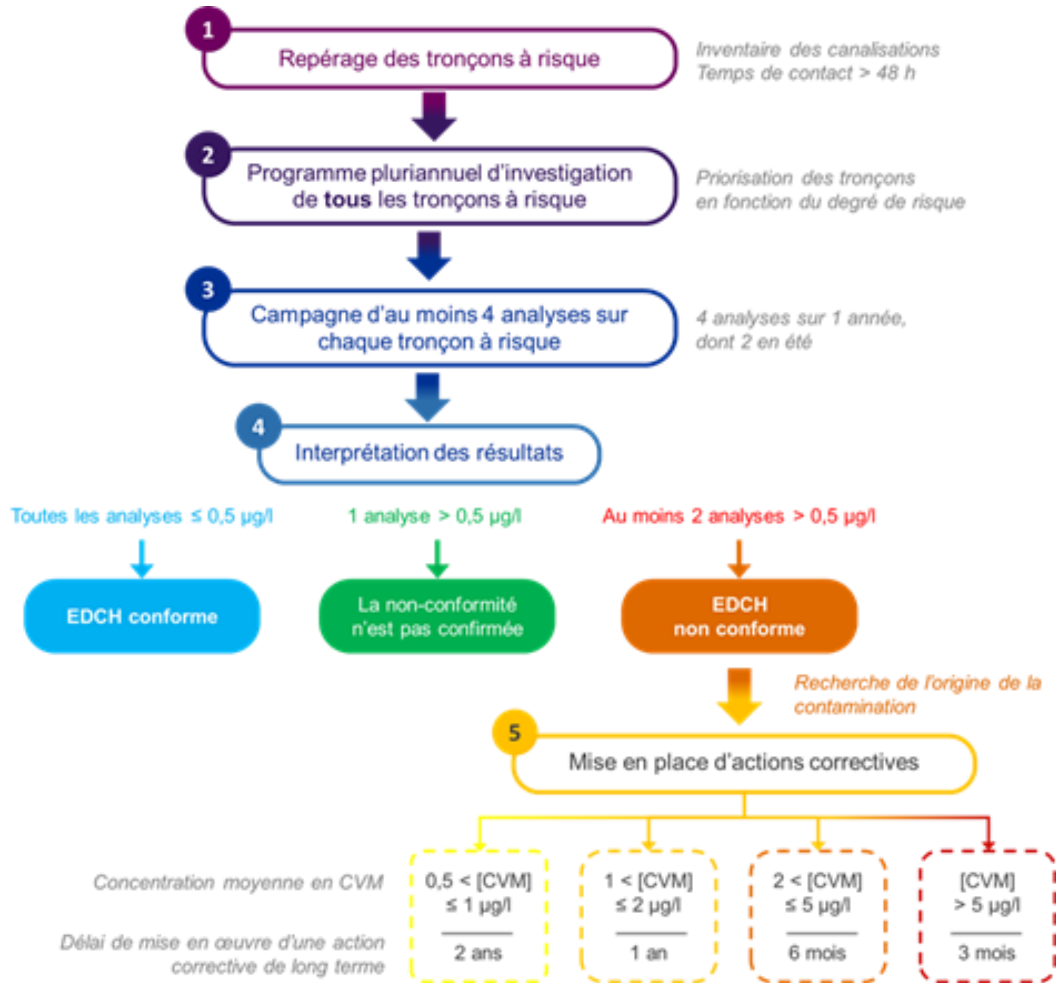 1
Repérage des tronçons à risque
Inventaire des canalisations
Temps de contact > 48 h
2
Programme pluriannuel d'investigation
de tous les tronçons à risque
Priorisation des tronçons
en fonction du degré de risque
3
Campagne d'au moins 4 analyses sur
chaque tronçon à risque
4 analyses sur 1 année,
dont 2 en été
4
Interprétation des résultats
Toutes les analyses ≤ 0,5 µg/l
1 analyse > 0,5 µg/l
Au moins 2 analyses > 0,5 µg/l
EDCH conforme
La non-conformité
n'est pas confirmée
EDCH
non conforme
Recherche de l'origine de la
contamination
5
Mise en place d'actions correctives
Concentration moyenne en CVM
0,5 < [CVM]
≤ 1 µg/l
1 < [CVM]
≤ 2 µg/l
2 < [CVM]
≤ 5 µg/l
[CVM]
> 5 µg/l
Délai de mise en œuvre d'une action
corrective de long terme
2 ans
1 an
6 mois
3 mois